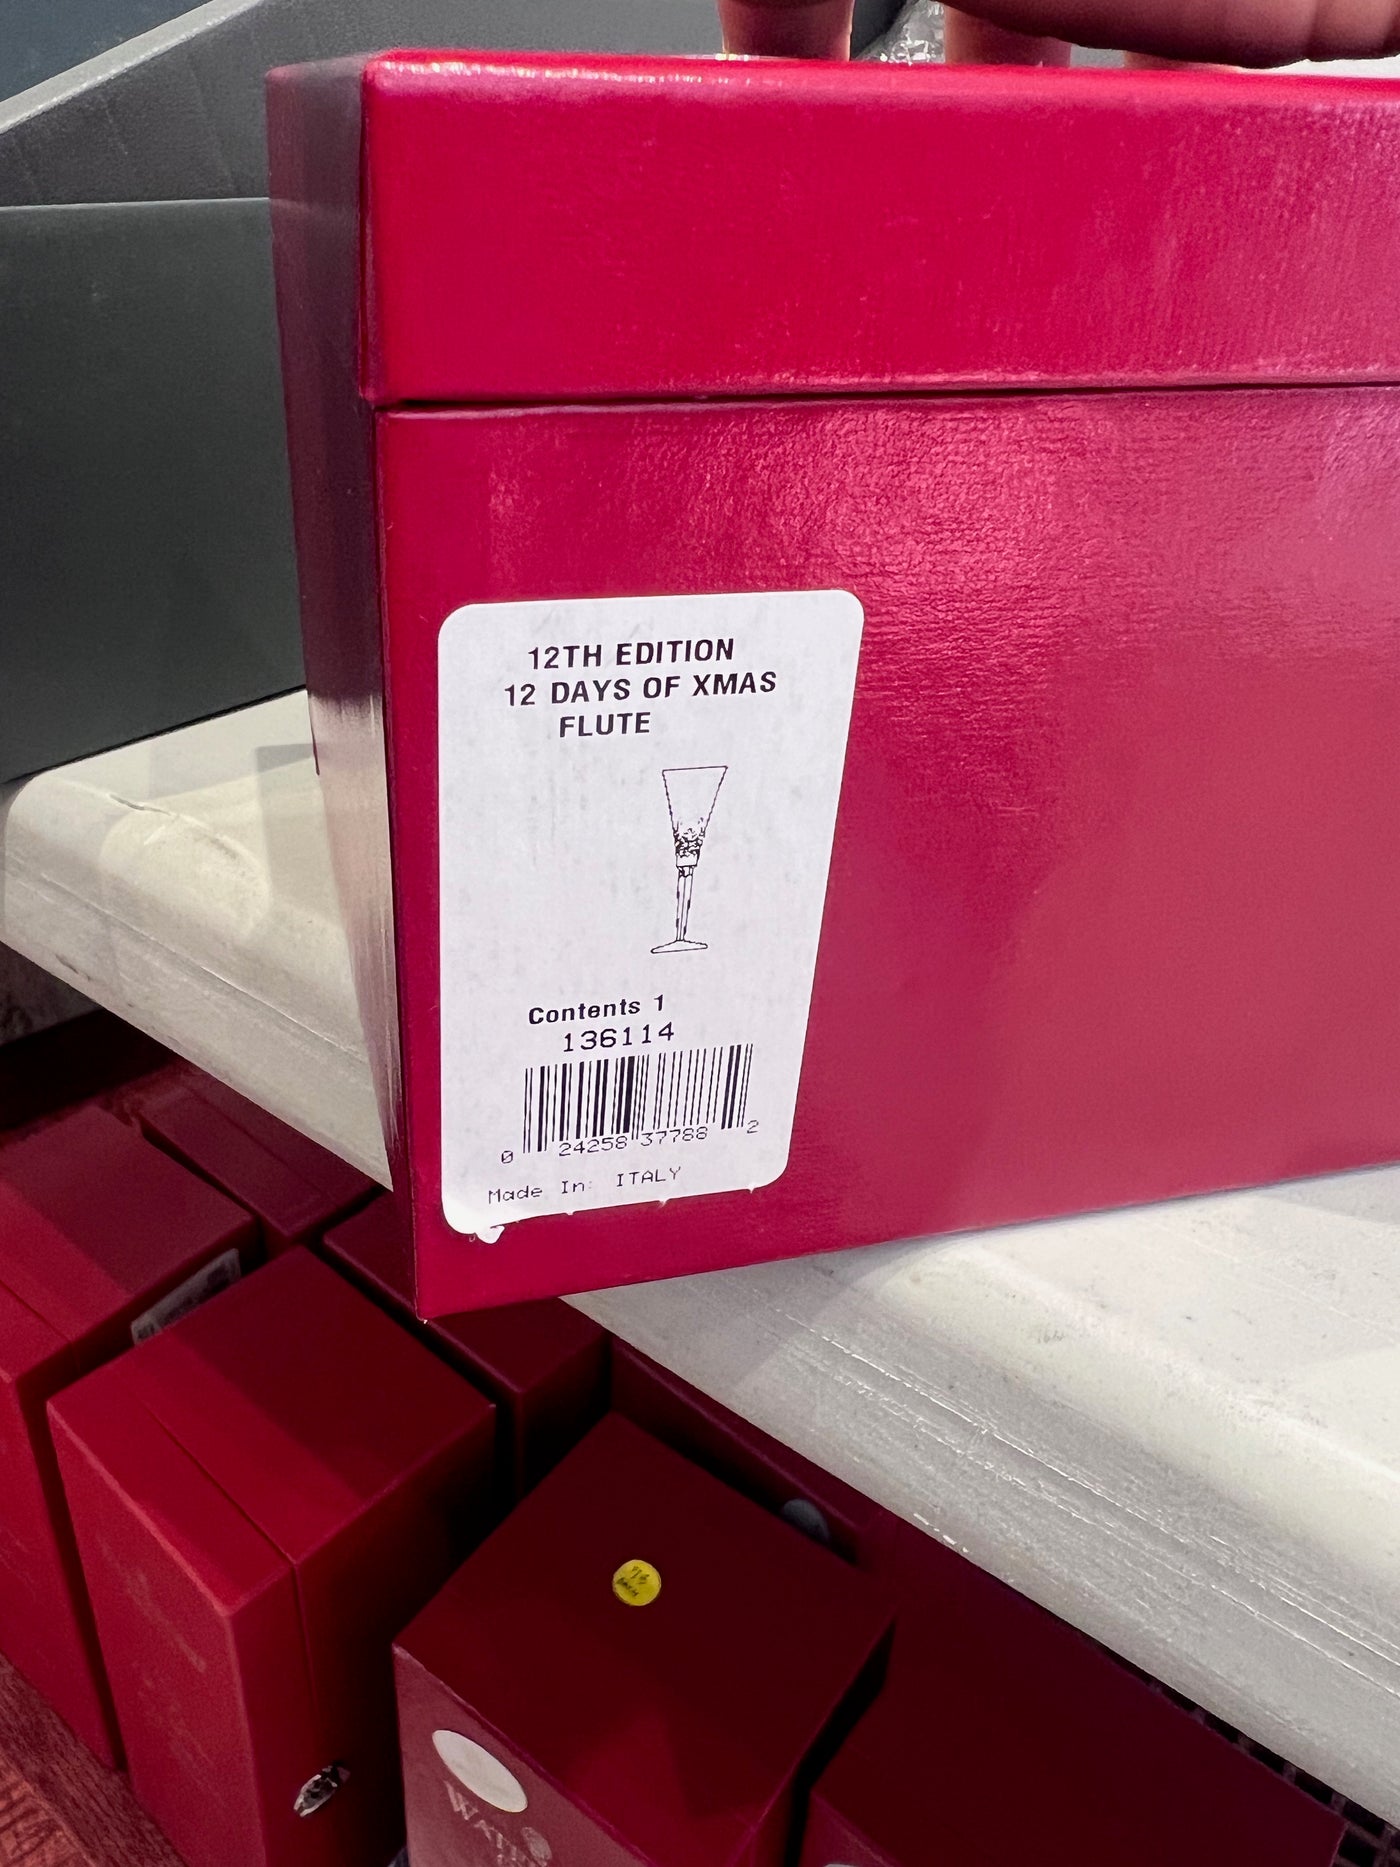 12TH EDITION
12 DAYS OF XMAS
FLUTE
Contents 1
136114
0 24258 37788 2
Made In: ITALY